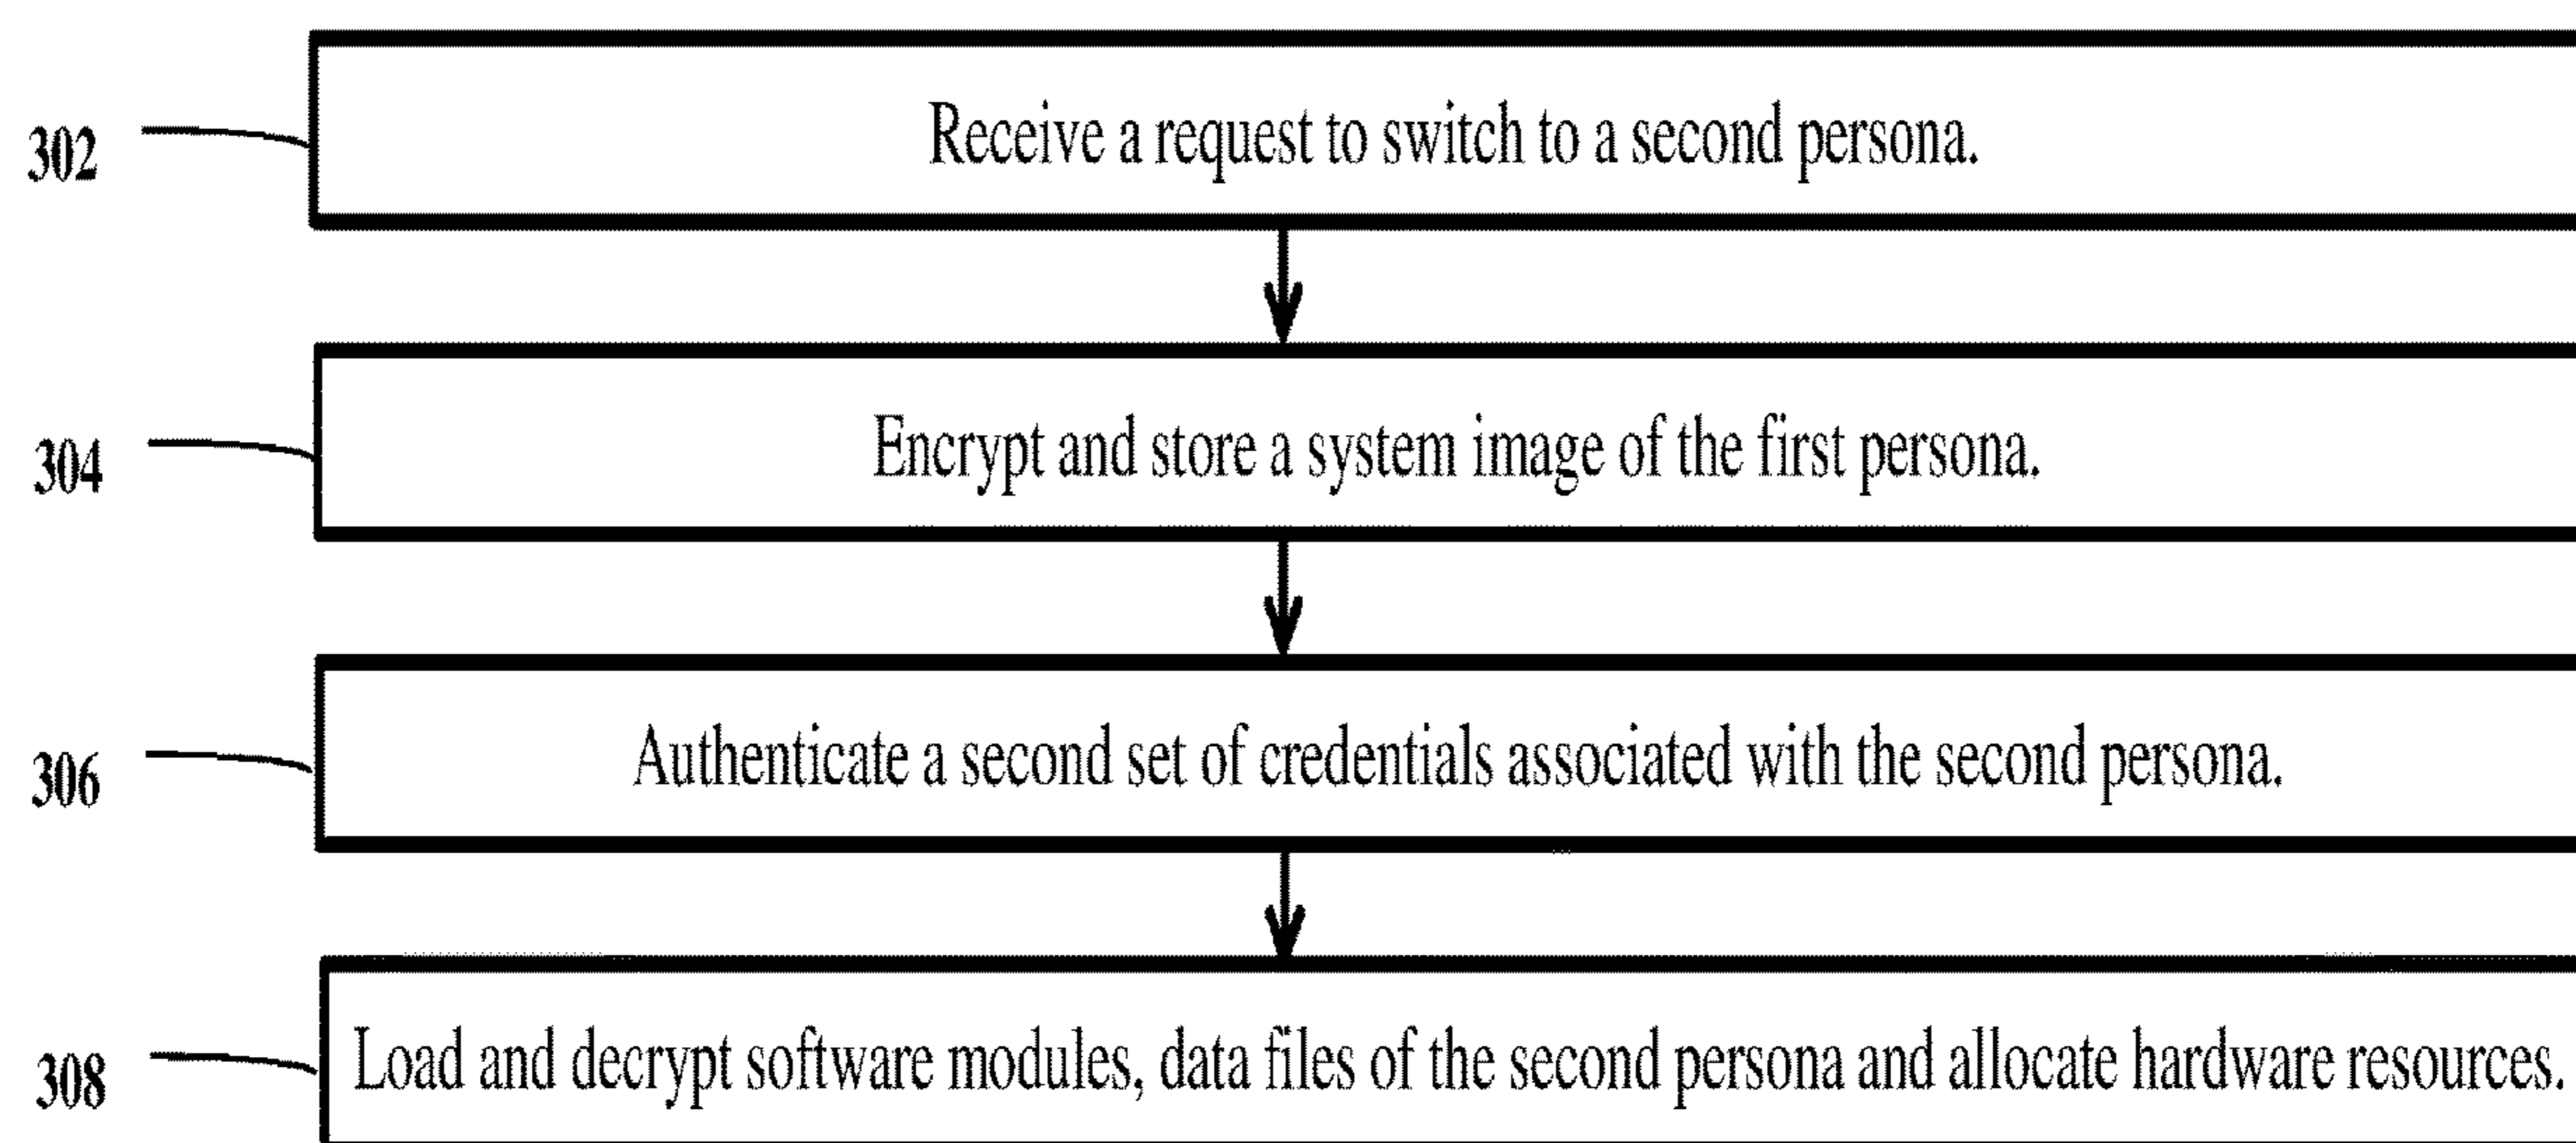 302 Receive a request to switch to a second persona.
304 Encrypt and store a system image of the first persona.
306 Authenticate a second set of credentials associated with the second persona.
308 Load and decrypt software modules, data files of the second persona and allocate hardware resources.